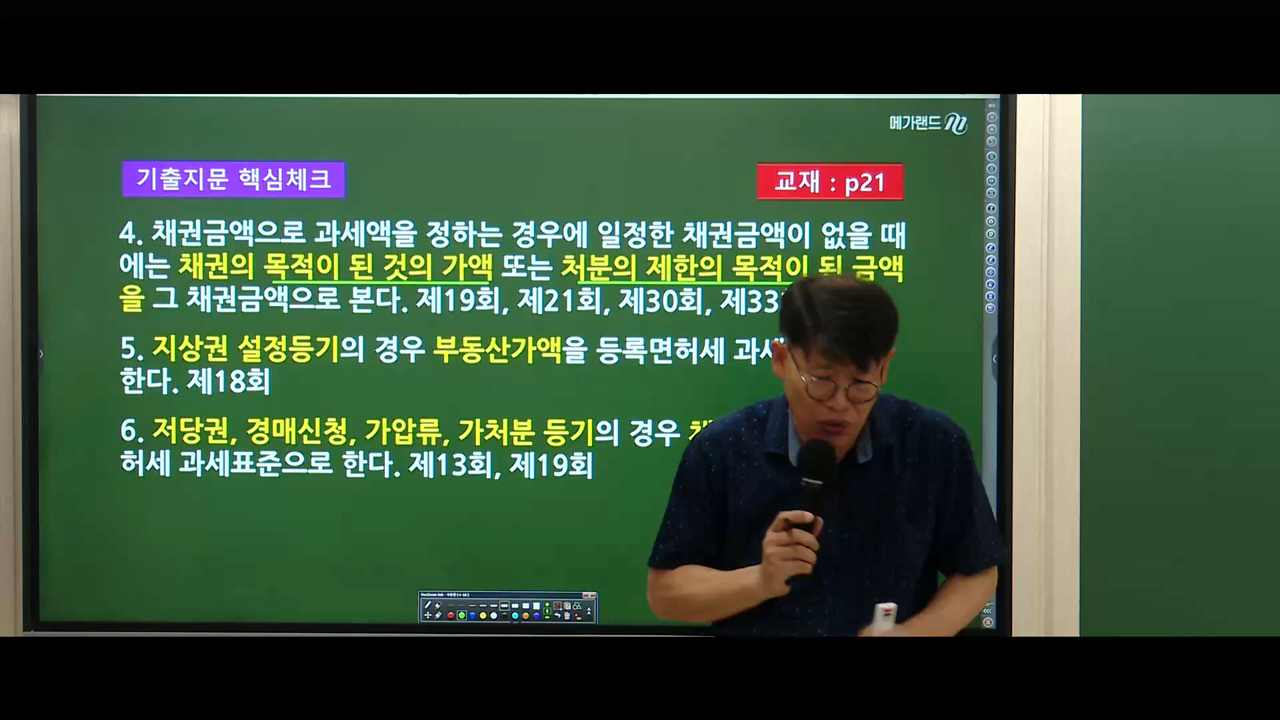 메가랜드
기출지문 핵심체크
교재 : p21
4. 채권금액으로 과세액을 정하는 경우에 일정한 채권금액이 없을 때
에는 채권의 목적이 된 것의 가액 또는 처분의 제한의 목적이 된 금액
을 그 채권금액으로 본다. 제19회, 제21회, 제30회, 제33
5. 지상권 설정등기의 경우 부동산가액을 등록면허세 과세
한다. 제18회
6. 저당권, 경매신청, 가압류, 가처분 등기의 경우
허세 과세표준으로 한다. 제13회, 제19회